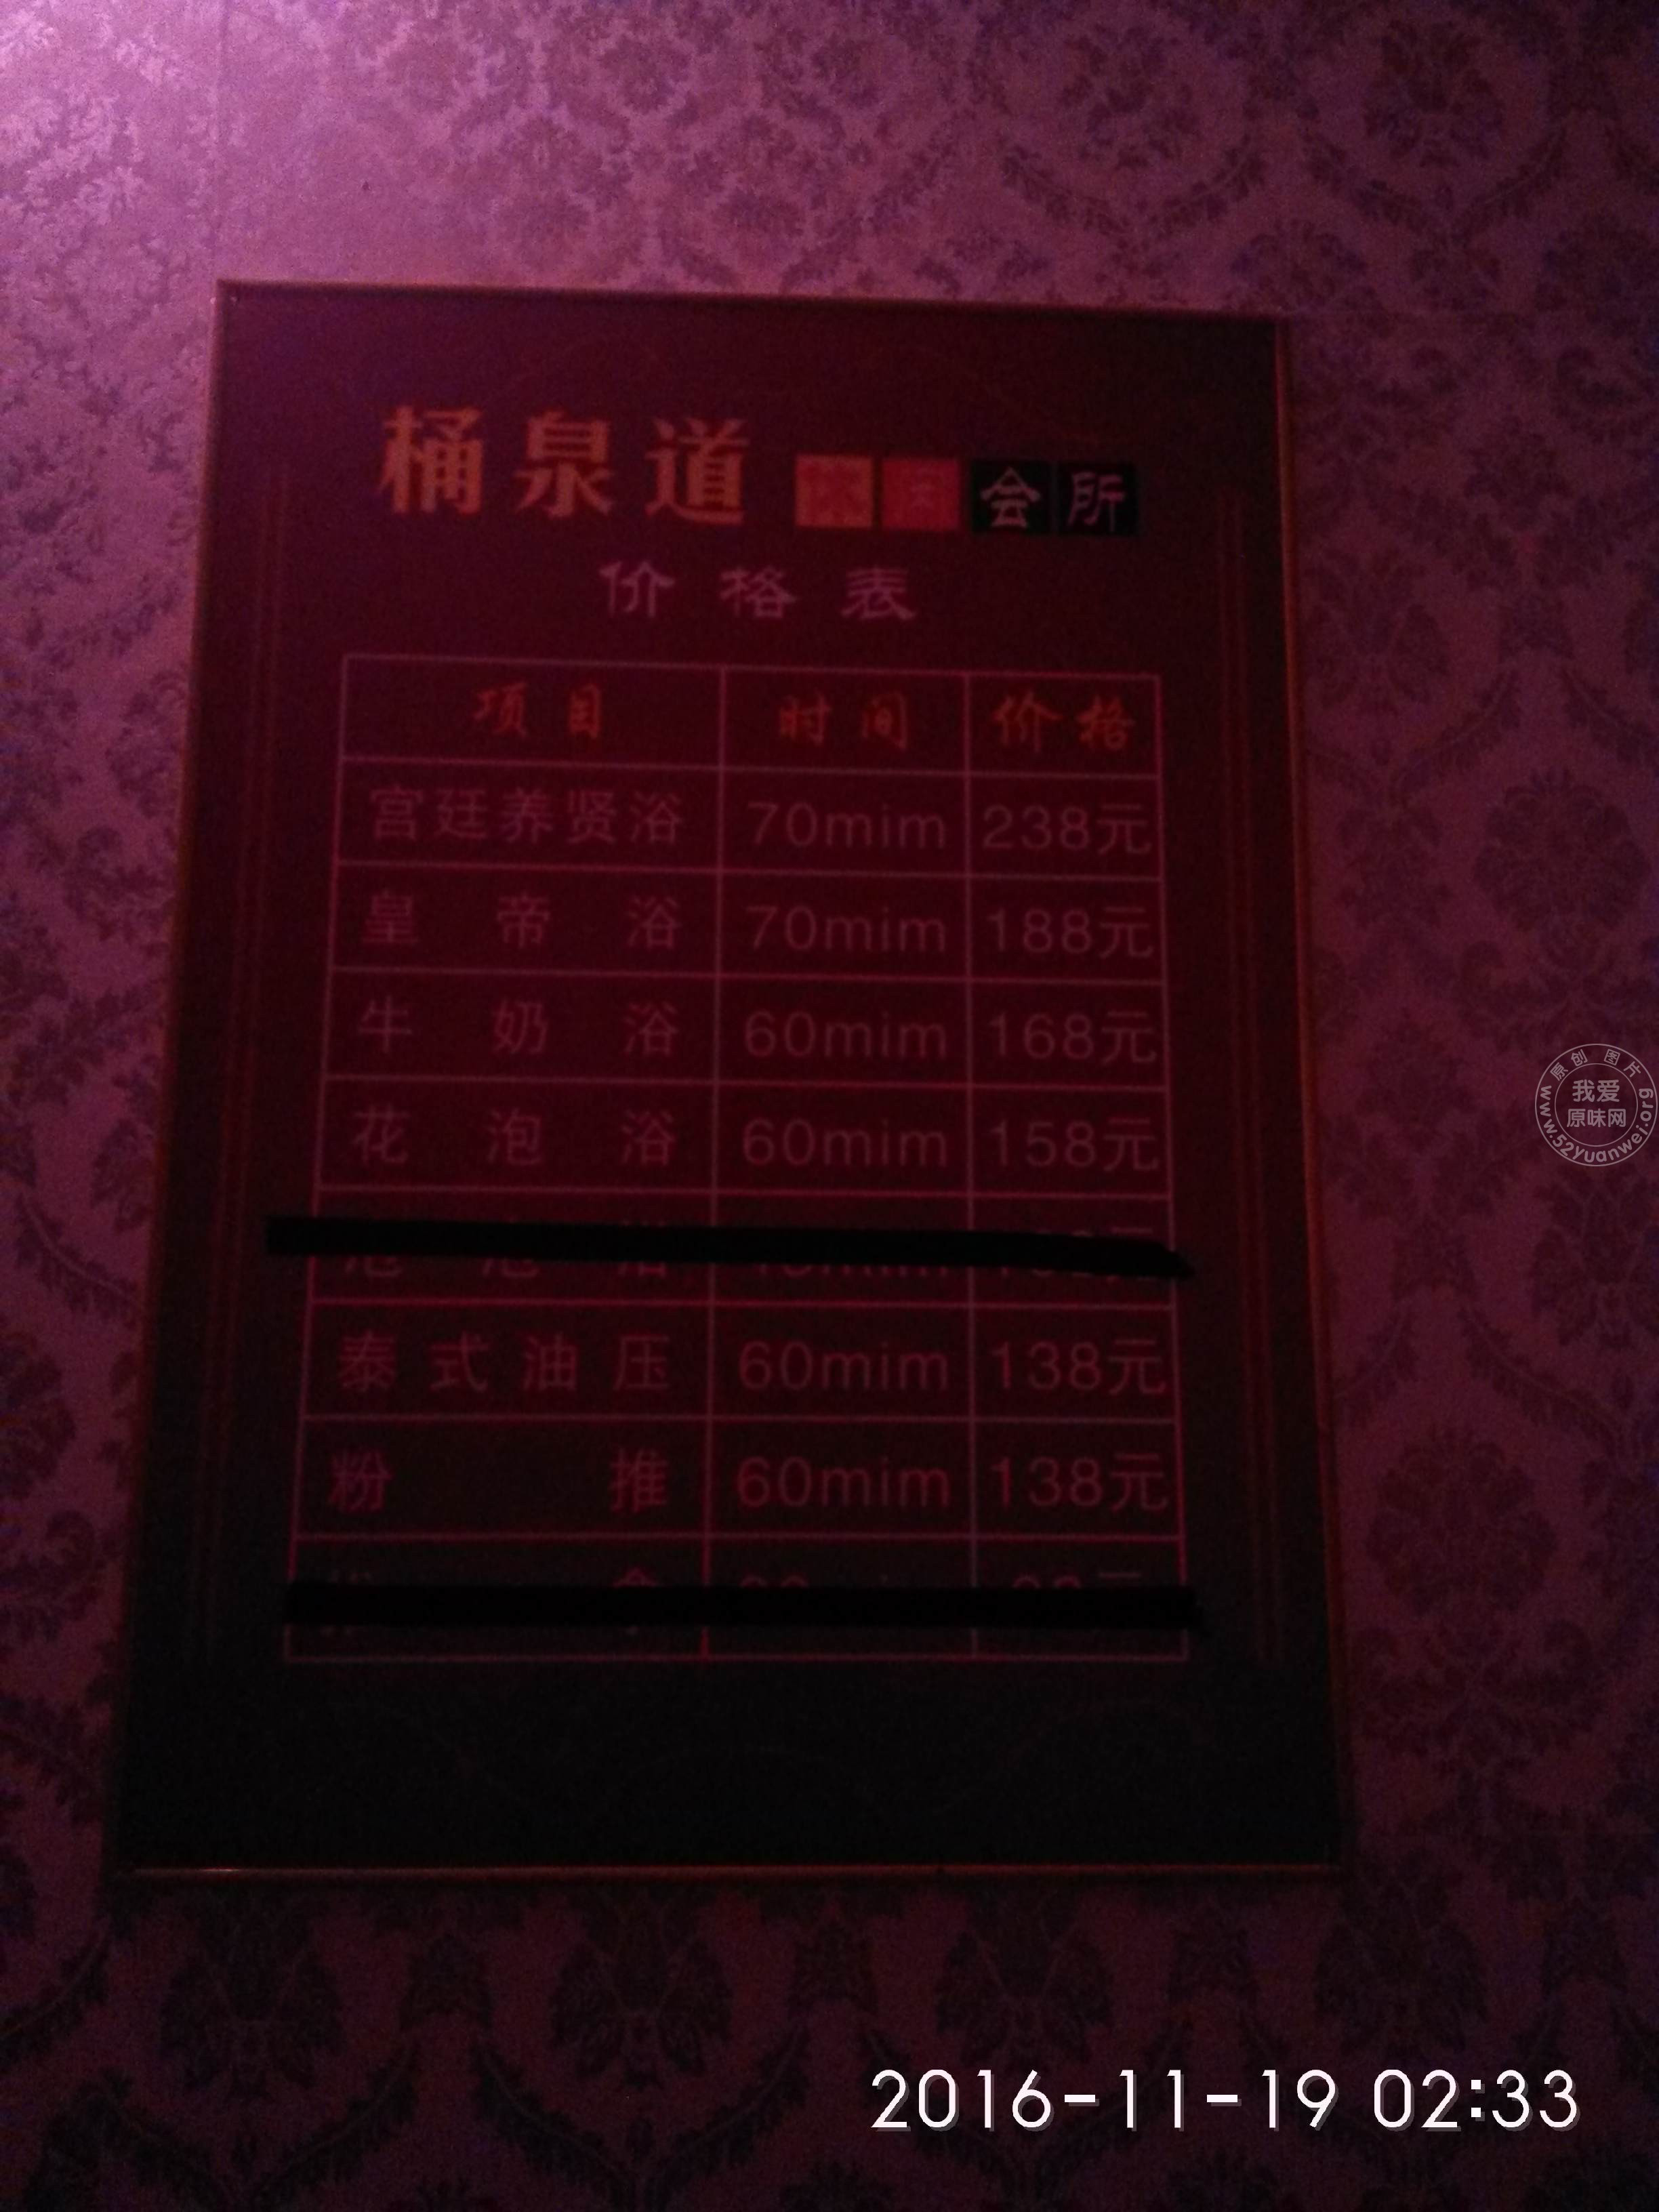 桶泉道 会所
价格表
项目 时间 价格
宫廷养贤浴 70mim 238元
皇帝浴 70mim 188元
牛奶浴 60mim 168元
花泡浴 60mim 158元
泰式油压 60mim 138元
粉推 60mim 138元
原创图片
我爱
原味网
www.52yuanwei.org
2016-11-19 02:33